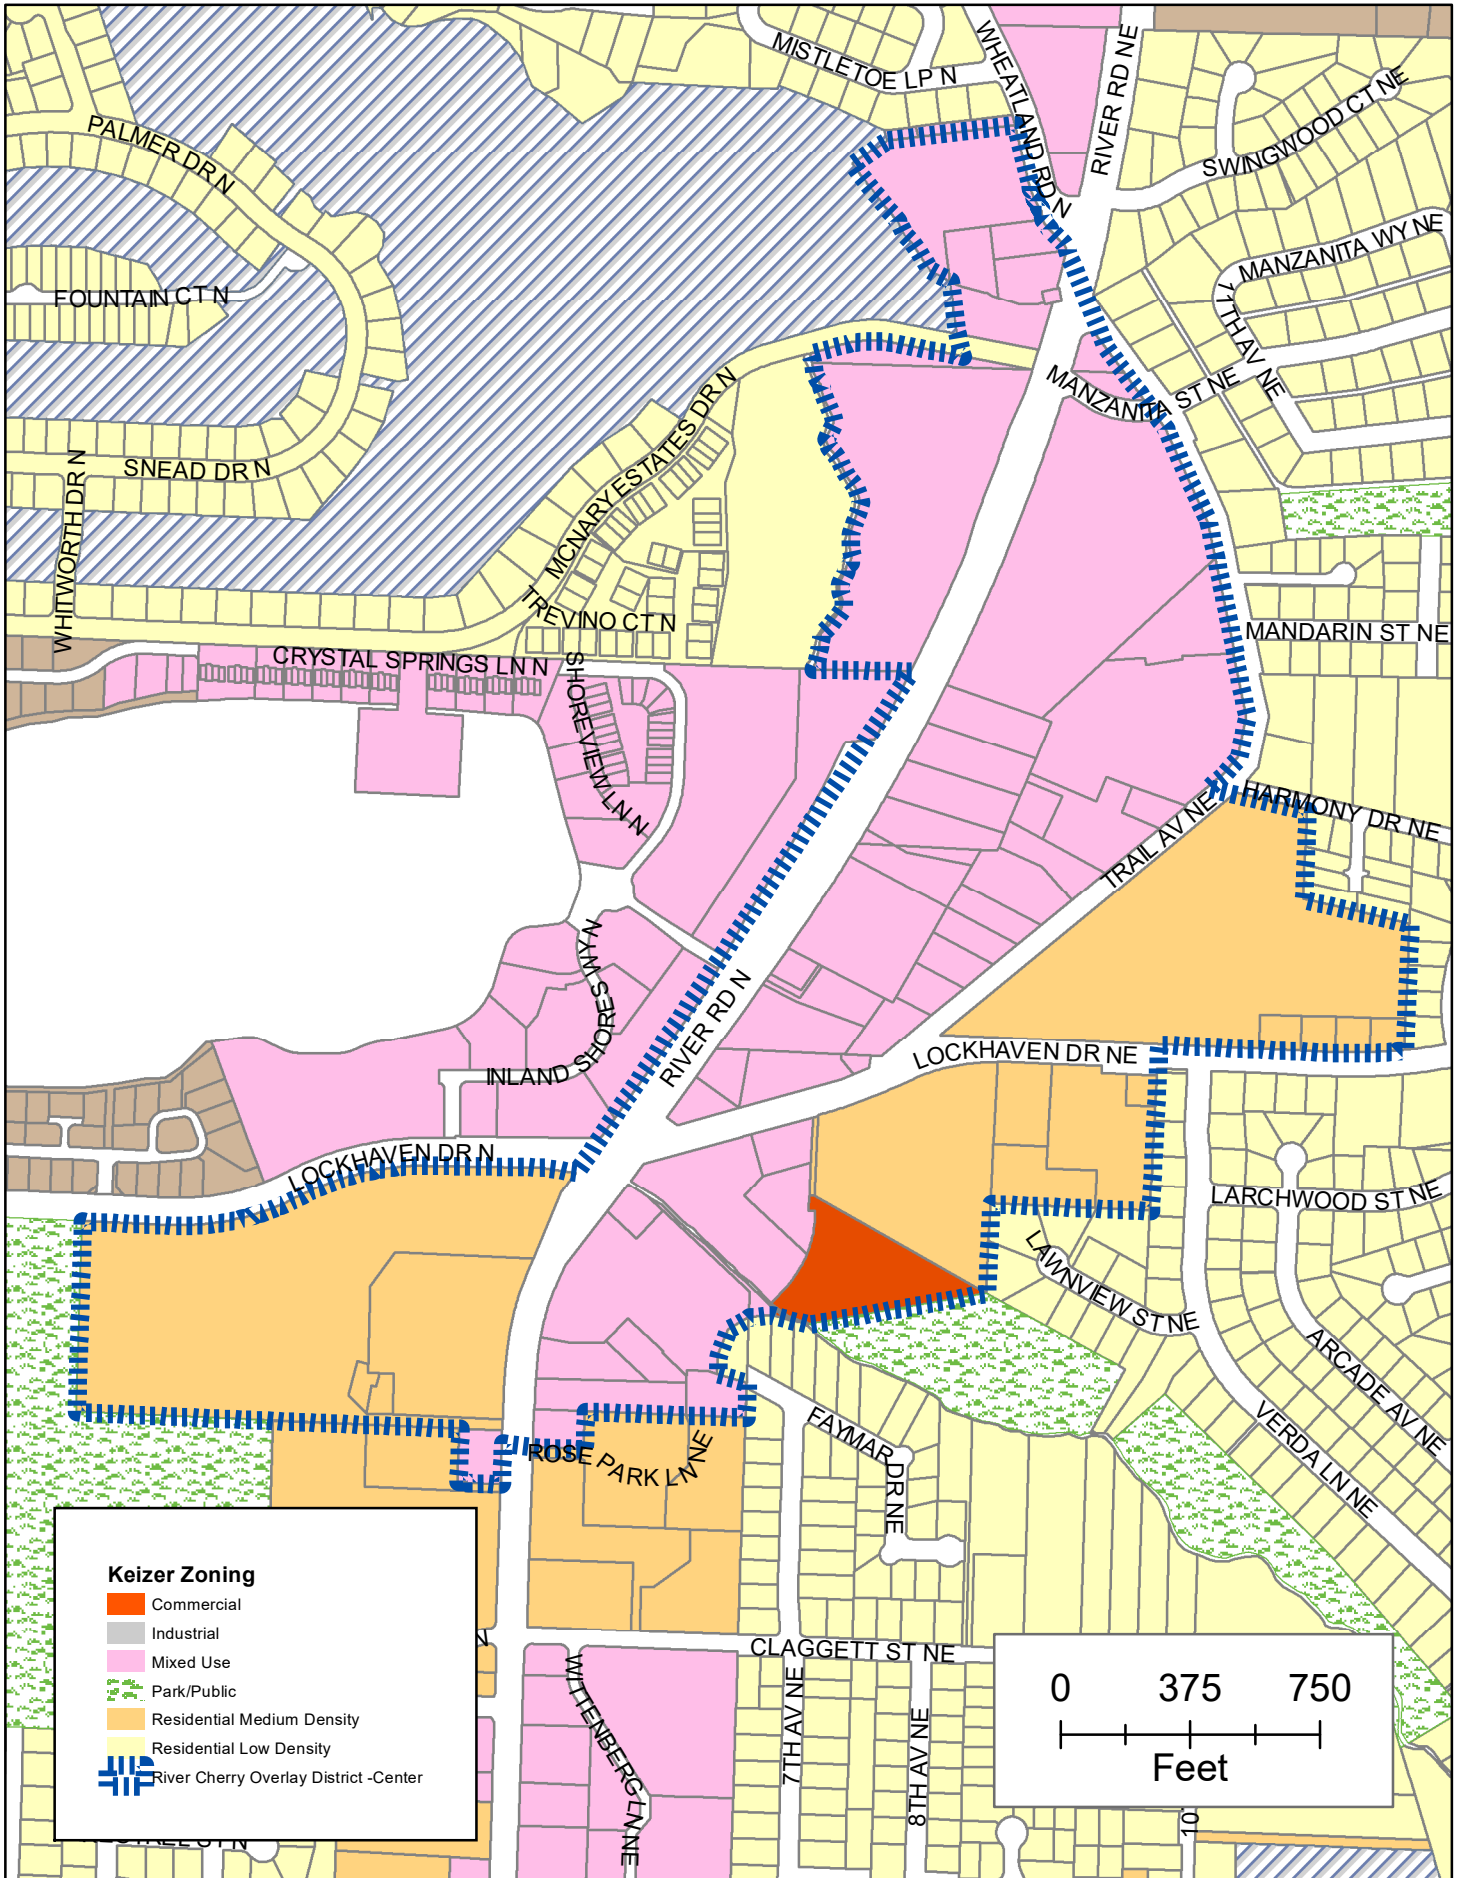 MISTLETOE LP N
WHEATLAND RD N
RIVER RD NE
SWINGWOOD CT NE
PALMER DR N
MANZANITA WY NE
FOUNTAIN CT N
11TH AV NE
MANZANITA ST NE
MCNARY ESTATES DR N
SNEAD DR N
WHITWORTH DR N
TREVINO CT N
MANDARIN ST NE
CRYSTAL SPRINGS LN N
SHOREVIEW LN N
HARMONY DR NE
TRAIL AV NE
INLAND SHORES WY N
RIVER RD N
LOCKHAVEN DR NE
LOCKHAVEN DR N
LARCHWOOD ST NE
LAWNVIEW ST NE
ARCADE AV NE
VERDA LN NE
FAYMAR DR NE
ROSE PARK LN NE
CLAGGETT ST NE
WITTENBERG LN NE
7TH AV NE
8TH AV NE
10
N
Keizer Zoning
Commercial
Industrial
Mixed Use
Park/Public
Residential Medium Density
Residential Low Density
River Cherry Overlay District -Center
0 375 750
Feet